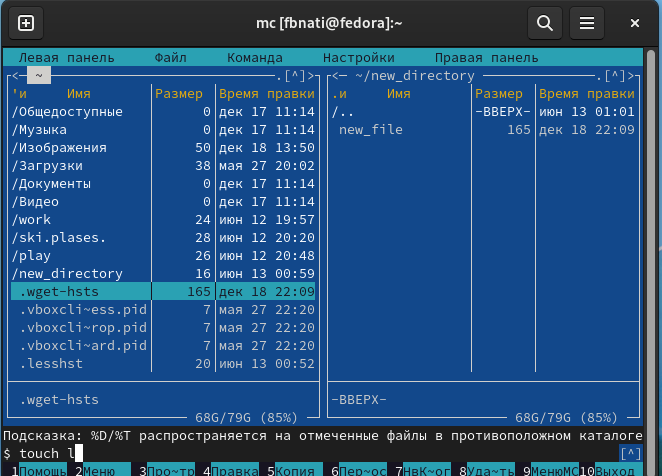 mc [fbnati@fedora]:~
Левая панель Файл Команда Настройки Правая панель
<─ ~ .[^]> <─ ~/new_directory .[^]>
'и Имя Размер Время правки .и Имя Размер Время правки
/Общедоступные 0 дек 17 11:14 /.. -ВВЕРХ- июн 13 01:01
/Музыка 0 дек 17 11:14 new_file 165 дек 18 22:09
/Изображения 50 дек 18 13:50
/Загрузки 38 мая 27 20:02
/Документы 0 дек 17 11:14
/Видео 0 дек 17 11:14
/work 24 июн 12 19:57
/ski.plases. 28 июн 12 20:20
/play 26 июн 12 20:48
/new_directory 16 июн 13 00:59
.wget-hsts 165 дек 18 22:09
.vboxcli~ess.pid 7 мая 27 22:20
.vboxcli~rop.pid 7 мая 27 22:20
.vboxcli~ard.pid 7 мая 27 22:20
.lesshst 20 июн 13 00:52
.wget-hsts -ВВЕРХ-
68G/79G (85%) 68G/79G (85%)
Подсказка: %D/%T распространяется на отмеченные файлы в противоположном каталоге
$ touch l [^]
1Помощь 2Меню 3Про~тр 4Правка 5Копия 6Пер~ос 7НвК~ог 8Уда~ть 9МенюMC 10Выход